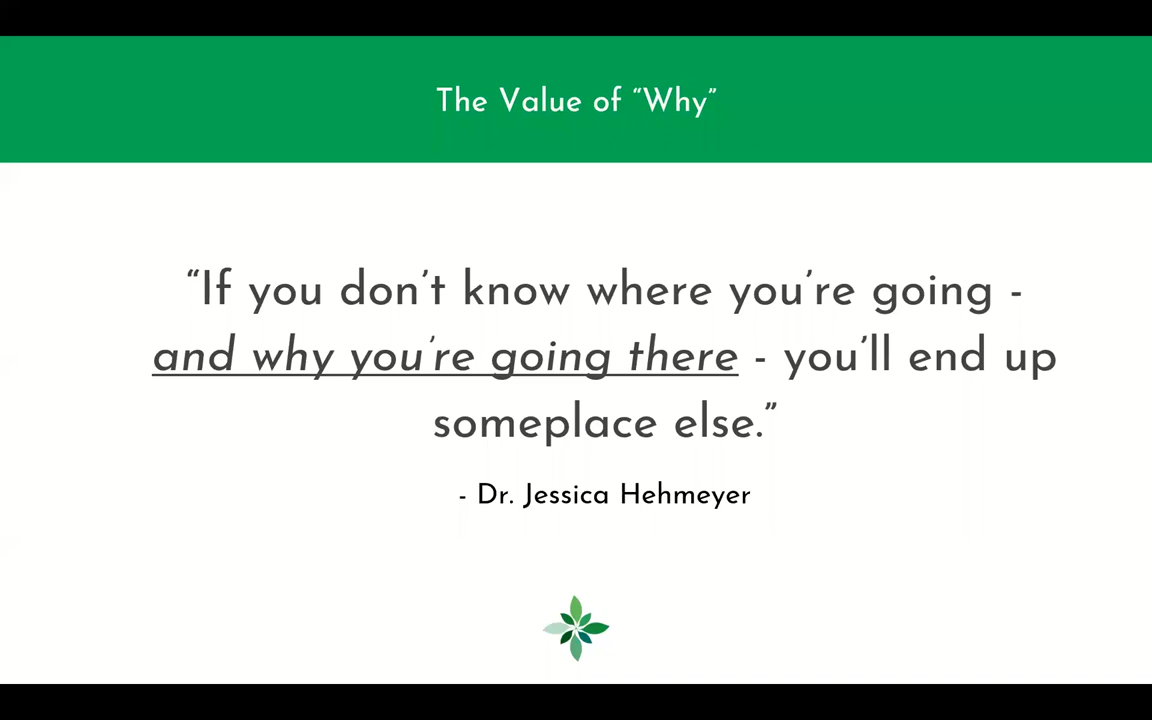 The Value of “Why”
“If you don’t know where you’re going -
and why you’re going there - you’ll end up
someplace else.”
- Dr. Jessica Hehmeyer